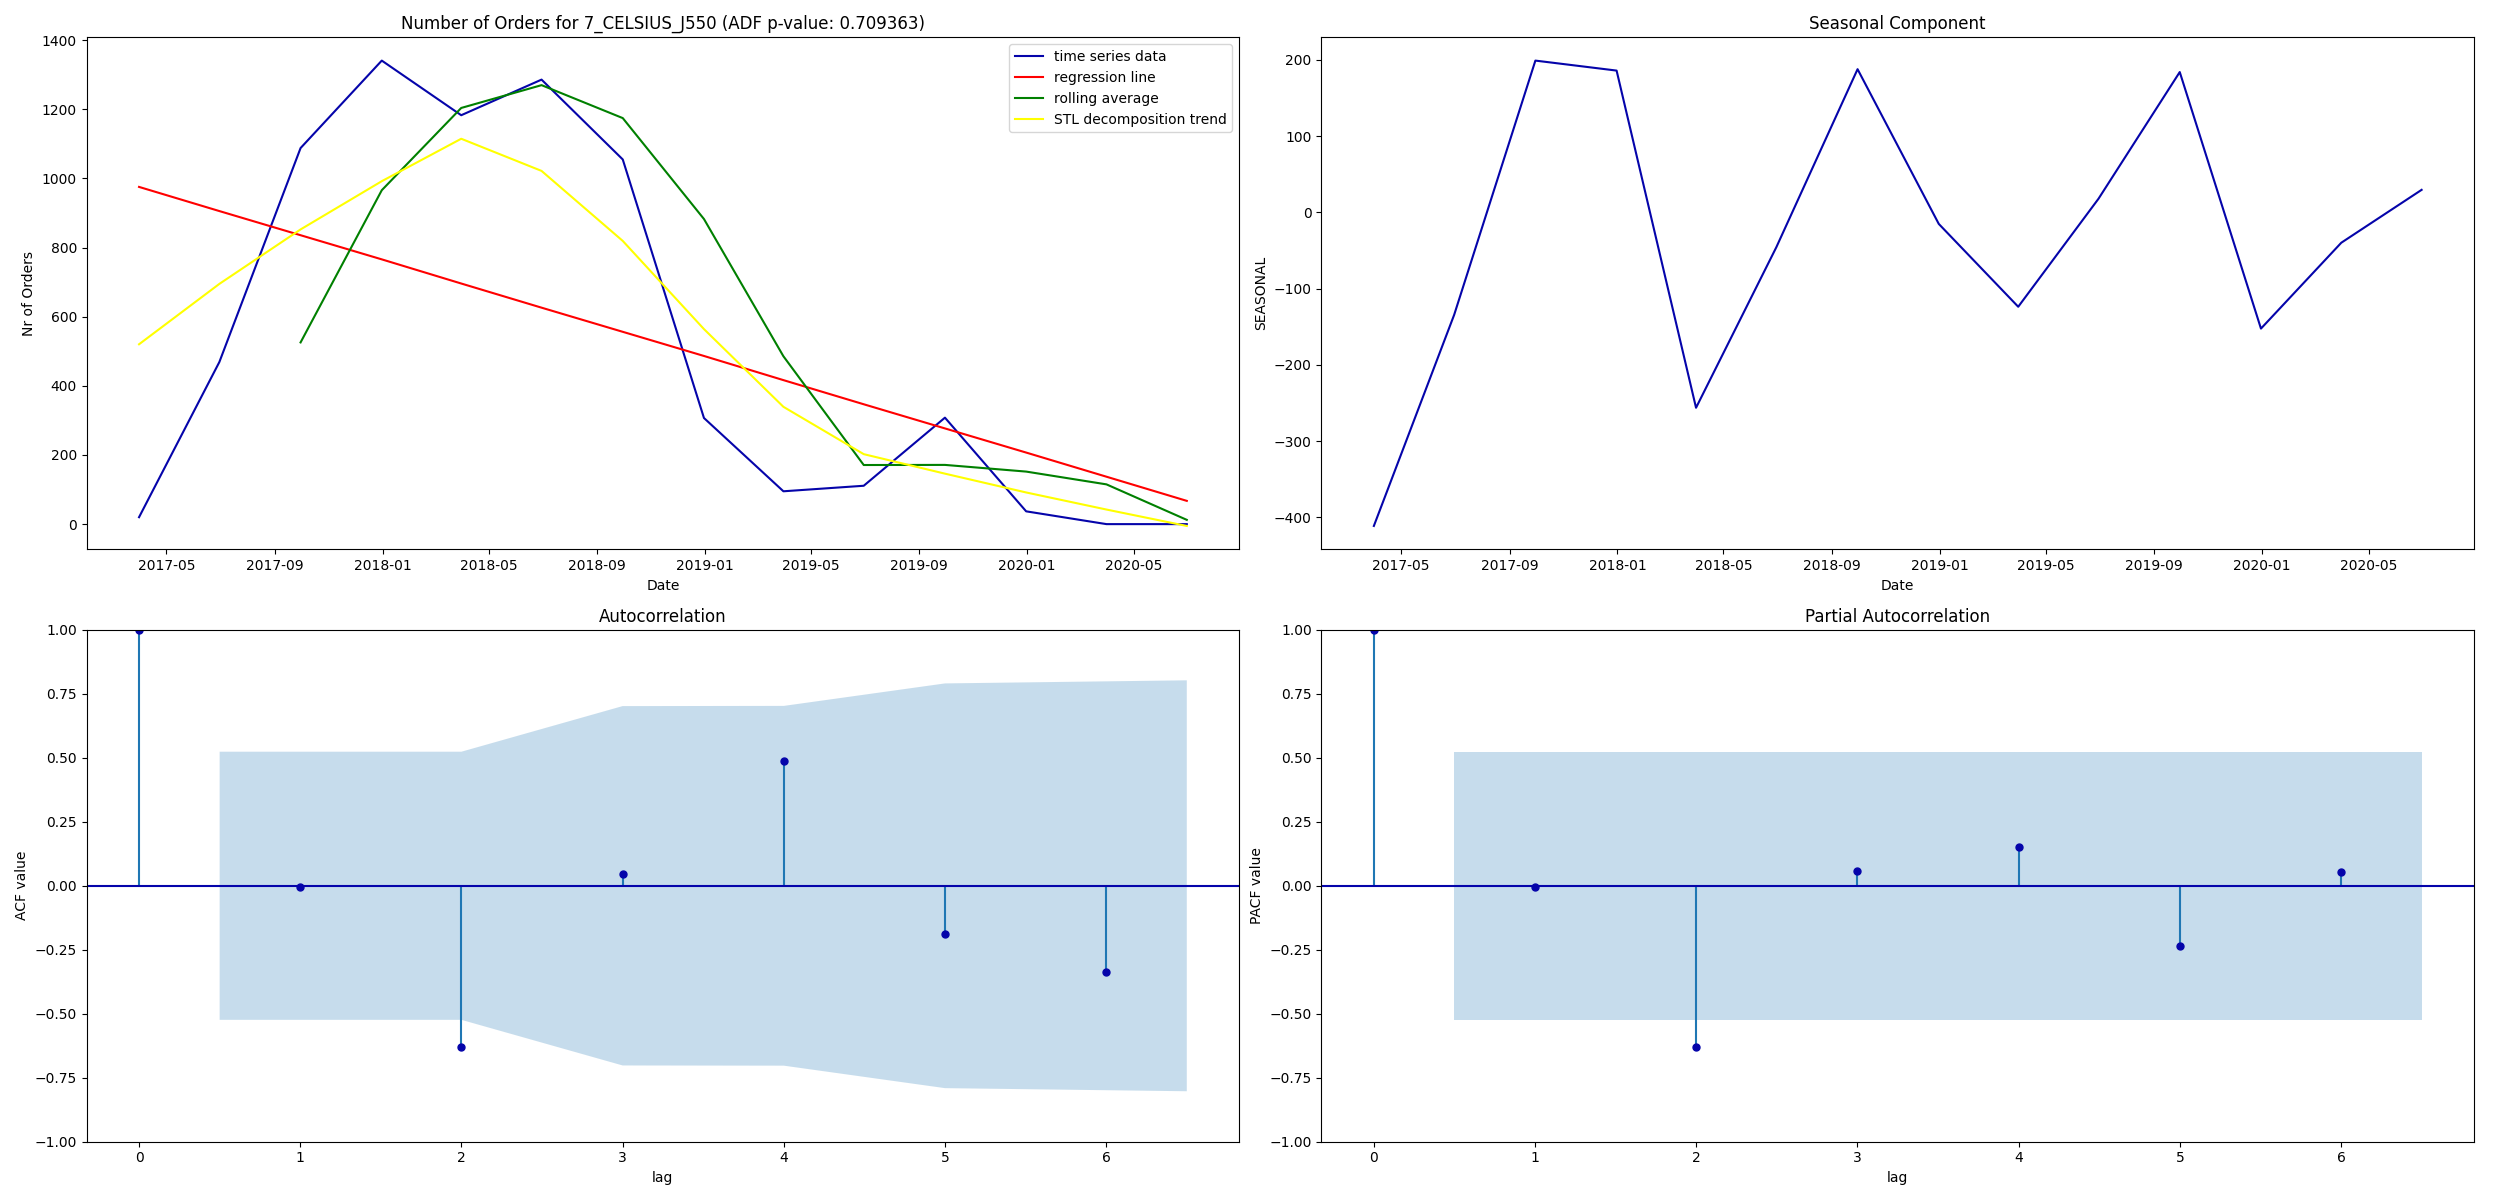 Number of Orders for 7_CELSIUS_J550 (ADF p-value: 0.709363)
1400
1200
1000
800
600
400
200
0
Nr of Orders
time series data
regression line
rolling average
STL decomposition trend
2017-05 2017-09 2018-01 2018-05 2018-09 2019-01 2019-05 2019-09 2020-01 2020-05
Date
Seasonal Component
200
100
0
−100
−200
−300
−400
SEASONAL
2017-05 2017-09 2018-01 2018-05 2018-09 2019-01 2019-05 2019-09 2020-01 2020-05
Date
Autocorrelation
1.00
0.75
0.50
0.25
0.00
−0.25
−0.50
−0.75
−1.00
ACF value
0 1 2 3 4 5 6
lag
Partial Autocorrelation
1.00
0.75
0.50
0.25
0.00
−0.25
−0.50
−0.75
−1.00
PACF value
0 1 2 3 4 5 6
lag